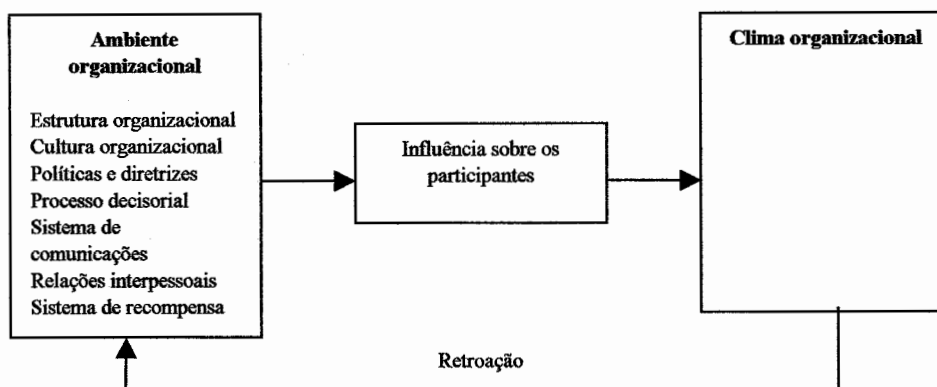 Ambiente
organizacional
Estrutura organizacional
Cultura organizacional
Políticas e diretrizes
Processo decisorial
Sistema de
comunicações
Relações interpessoais
Sistema de recompensa
Influência sobre os
participantes
Clima organizacional
Retroação